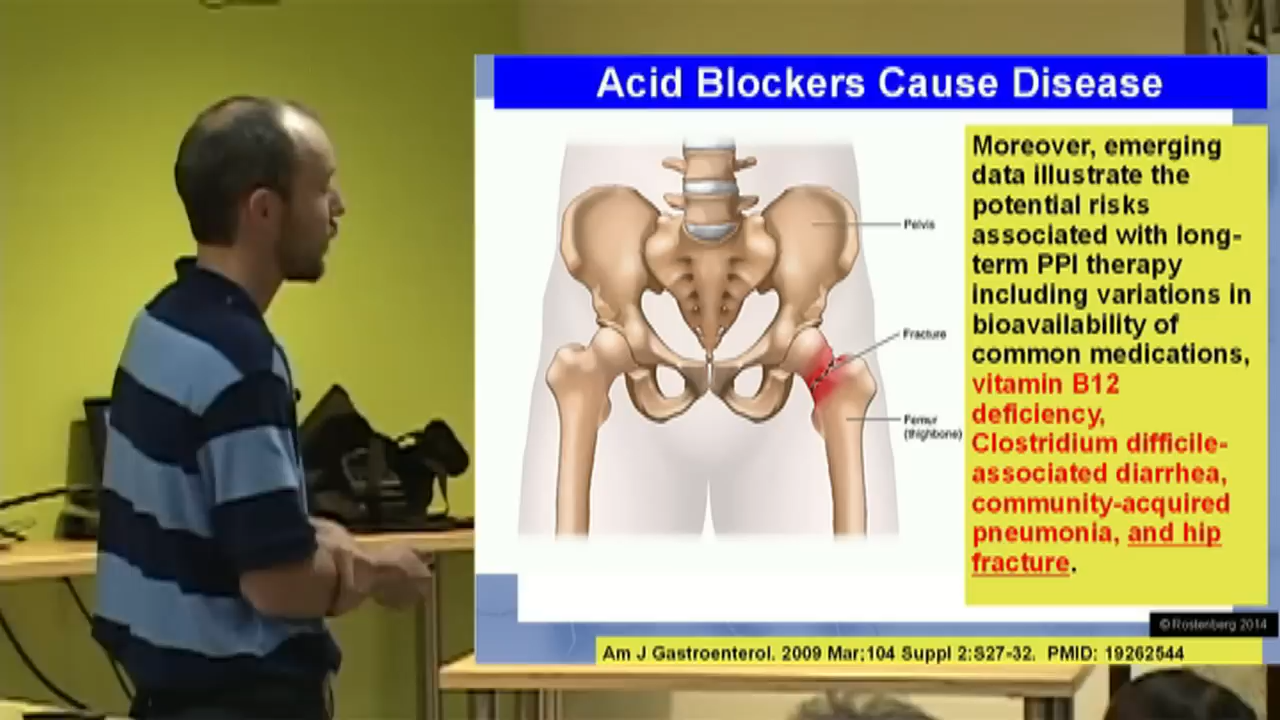 Acid Blockers Cause Disease
Moreover, emerging
data illustrate the
potential risks
associated with long-
term PPI therapy
including variations in
bioavailability of
common medications,
vitamin B12
deficiency,
Clostridium difficile-
associated diarrhea,
community-acquired
pneumonia, and hip
fracture.
Pelvis
Fracture
Femur
(thighbone)
© Rostenberg 2014
Am J Gastroenterol. 2009 Mar;104 Suppl 2:S27-32. PMID: 19262544